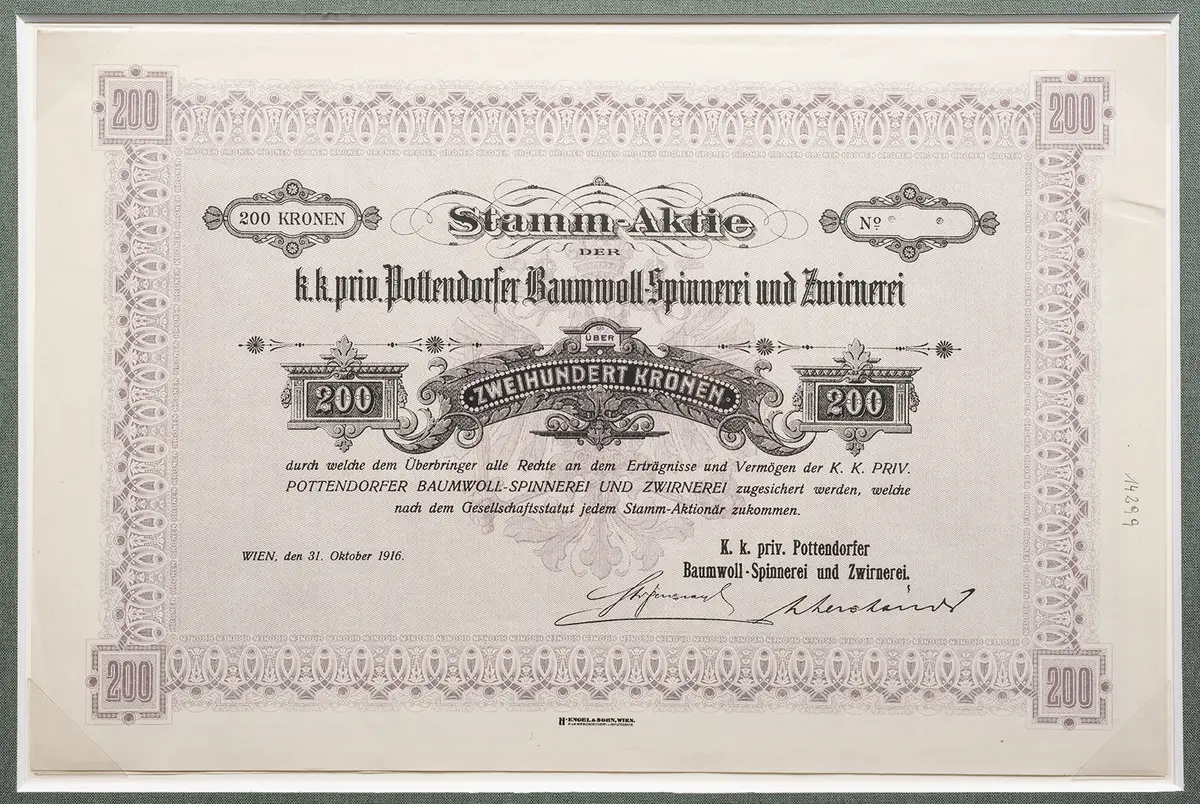 200
200
200 KRONEN
Stamm-Aktie
Nº
DER
k.k.priv. Pottendorfer Baumwoll-Spinnerei und Zwirnerei
ÜBER
ZWEIHUNDERT KRONEN
200
200
durch welche dem Überbringer alle Rechte an dem Erträgnisse und Vermögen der K. K. PRIV.
POTTENDORFER BAUMWOLL-SPINNEREI UND ZWIRNEREI zugesichert werden, welche
nach dem Gesellschaftsstatut jedem Stamm-Aktionär zukommen.
WIEN, den 31. Oktober 1916.
K. k. priv. Pottendorfer
Baumwoll-Spinnerei und Zwirnerei.
14299
200
200
H. ENGEL & SOHN, WIEN.